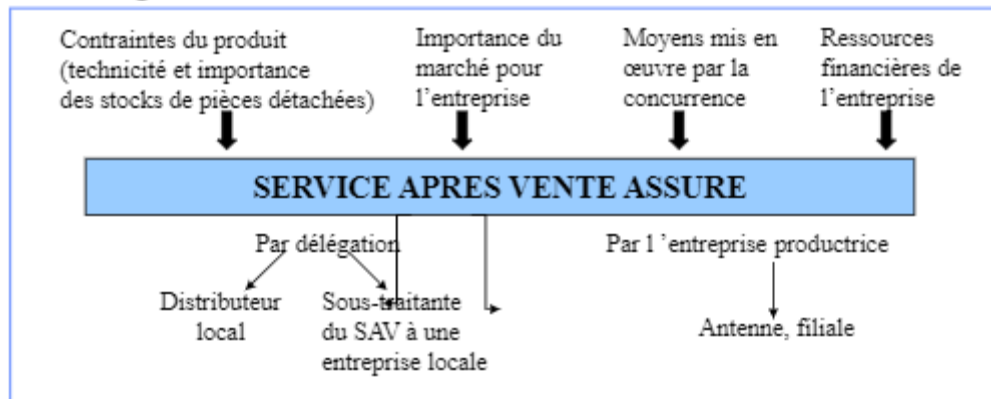 Contraintes du produit
(technicité et importance
des stocks de pièces détachées)
Importance du
marché pour
l’entreprise
Moyens mis en
œuvre par la
concurrence
Ressources
financières de
l’entreprise
SERVICE APRES VENTE ASSURE
Par délégation
Distributeur
local
Sous-traitante
du SAV à une
entreprise locale
Par l ’entreprise productrice
Antenne, filiale